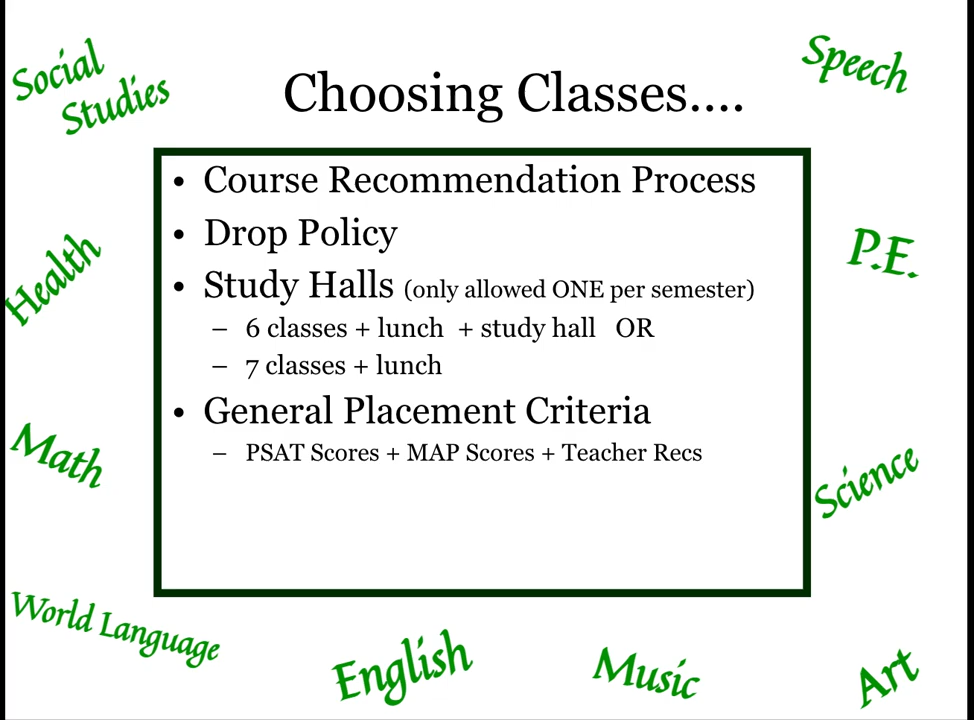 Social
Studies
Choosing Classes....
Speech
• Course Recommendation Process
• Drop Policy
• Study Halls (only allowed ONE per semester)
– 6 classes + lunch + study hall OR
– 7 classes + lunch
• General Placement Criteria
– PSAT Scores + MAP Scores + Teacher Recs
Health
P.E.
Math
Science
World Language
English
Music
Art